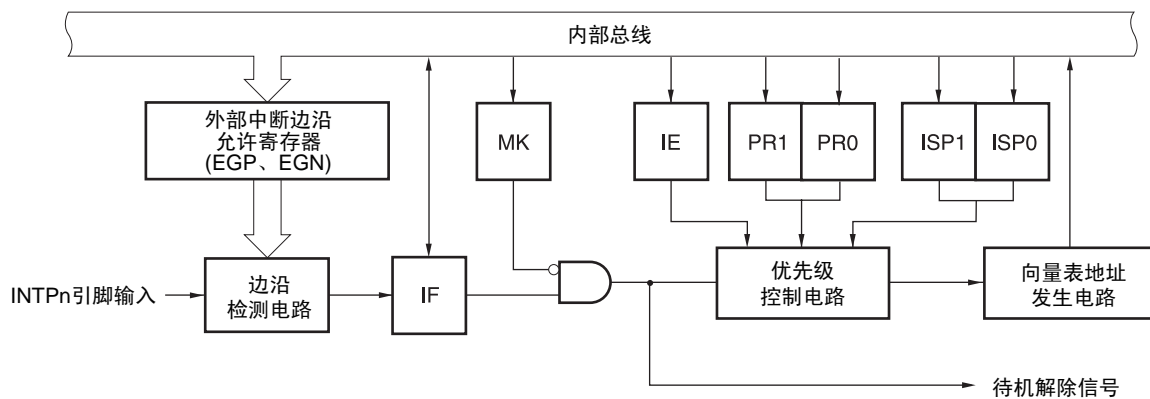 内部总线
外部中断边沿
允许寄存器
(EGP、EGN)
MK
IE
PR1
PR0
ISP1
ISP0
INTPn引脚输入
边沿
检测电路
IF
优先级
控制电路
向量表地址
发生电路
待机解除信号